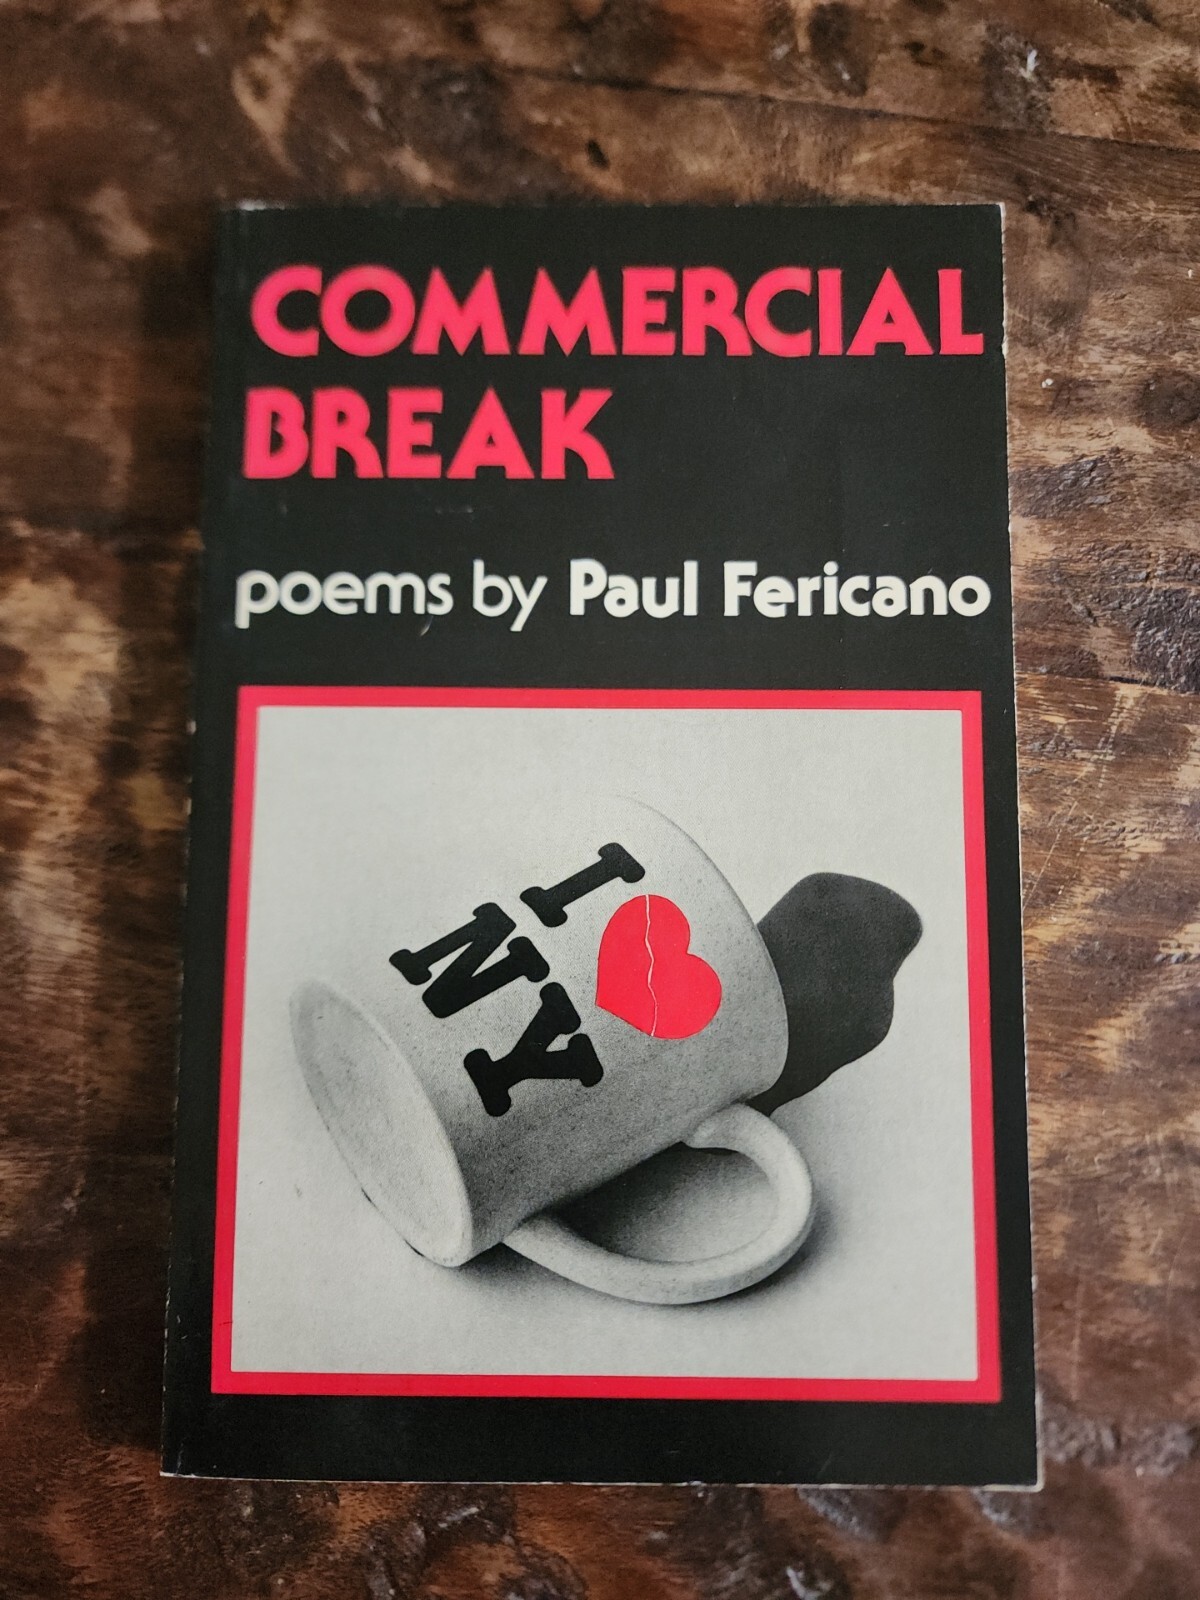 COMMERCIAL
BREAK
poems by Paul Fericano
I
NY